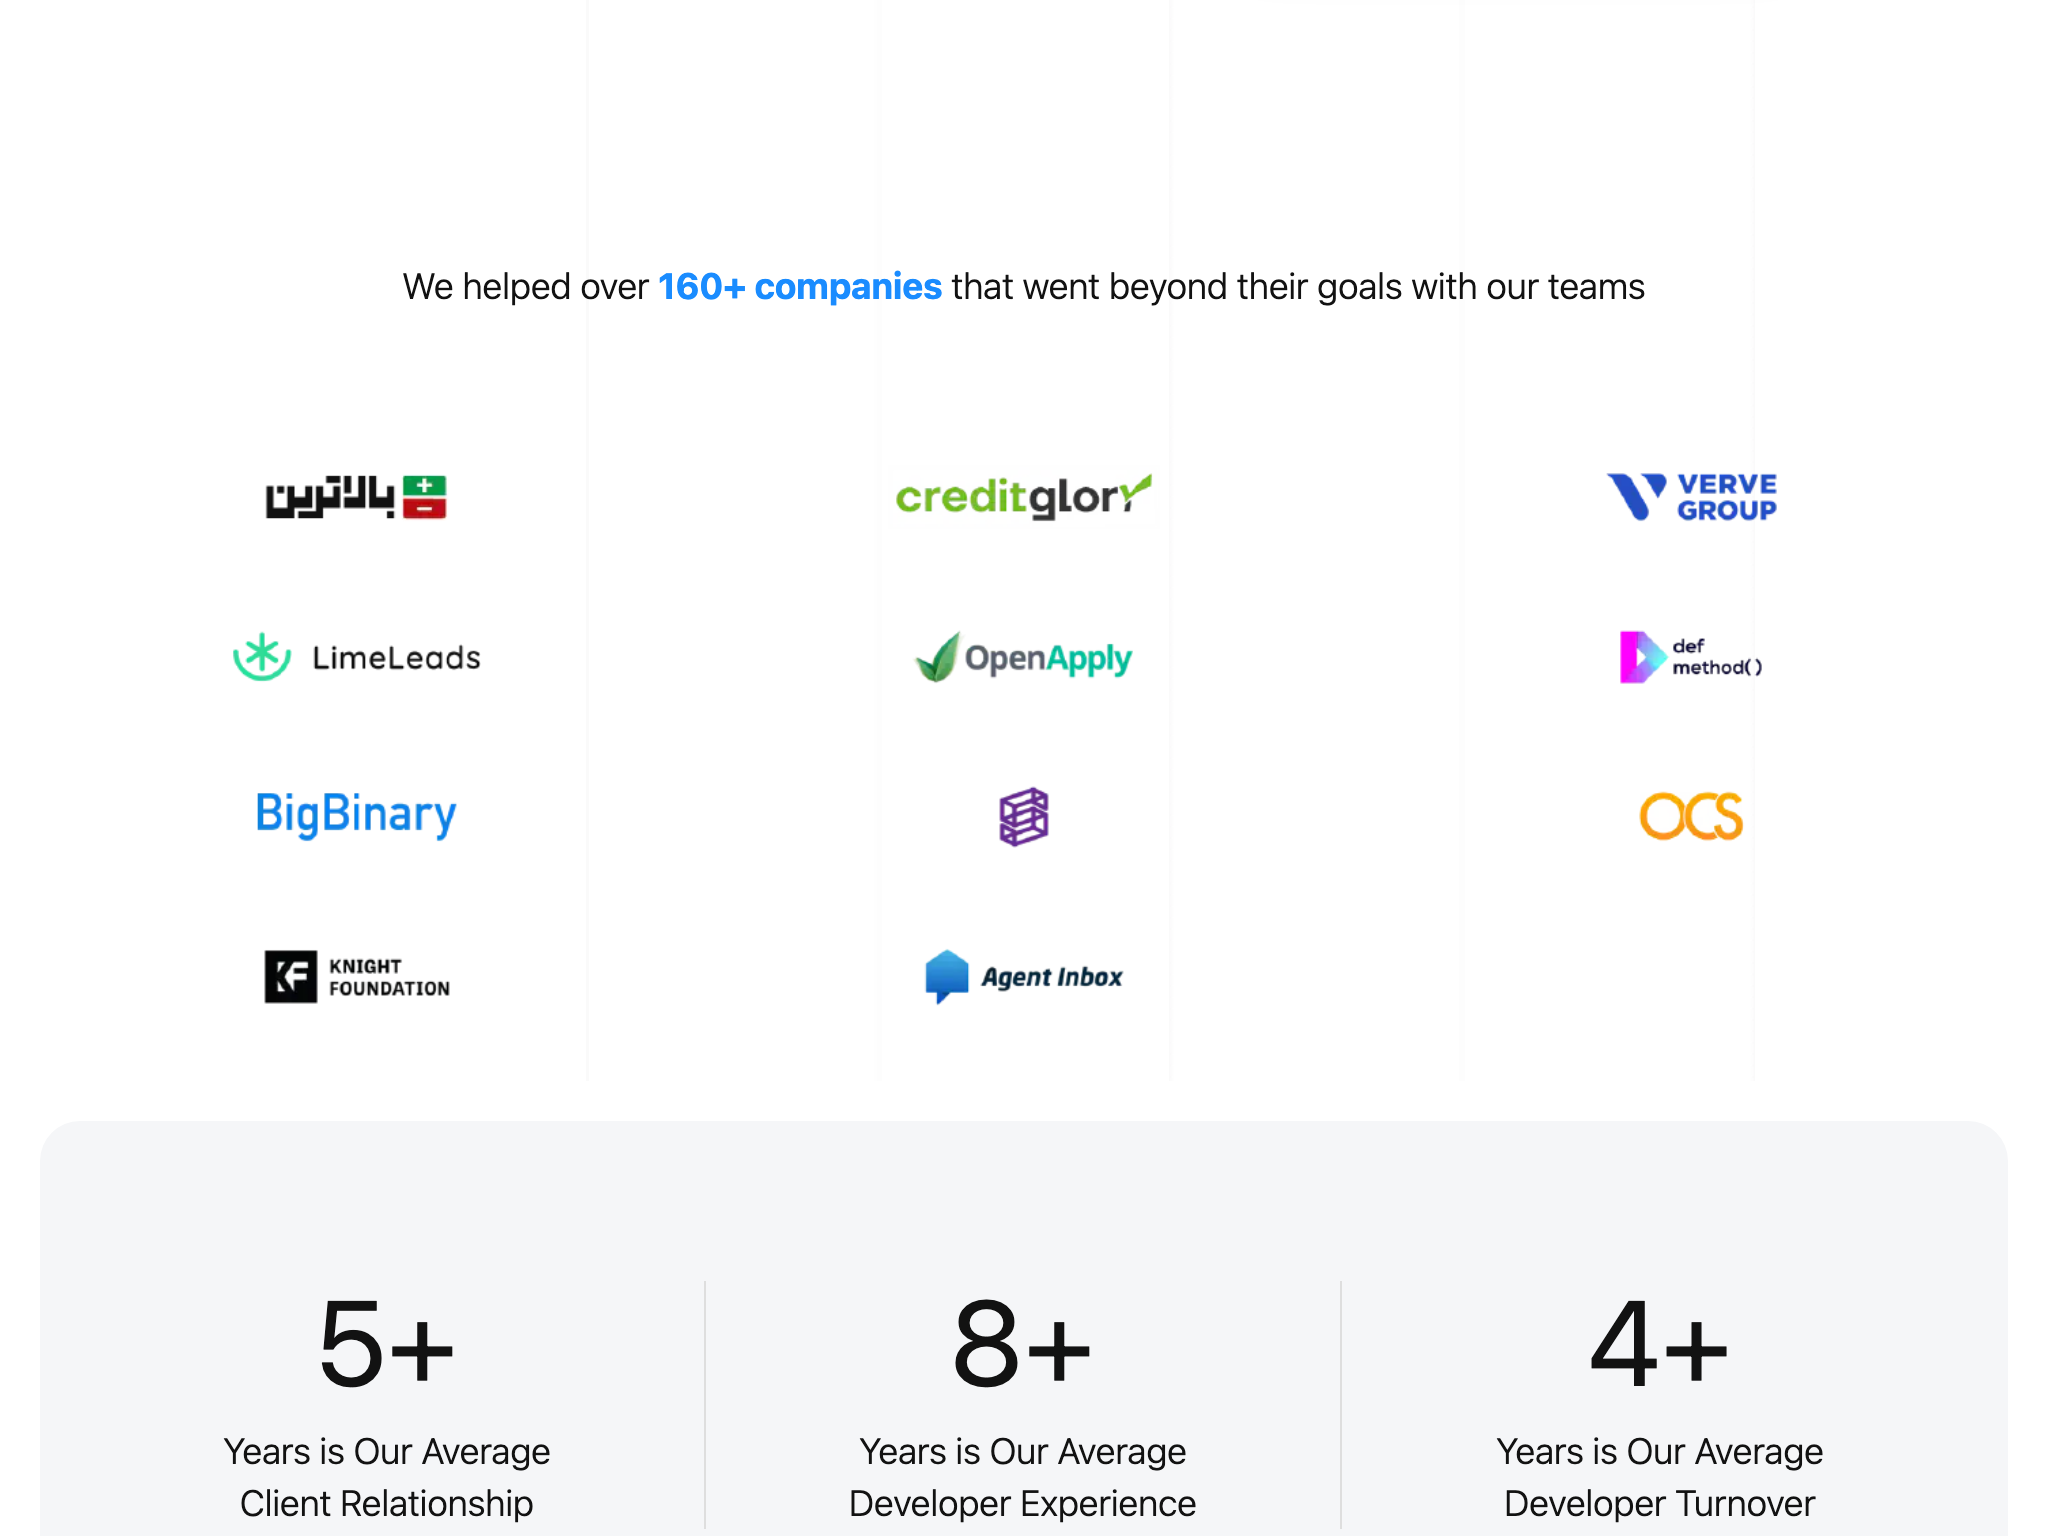 We helped over 160+ companies that went beyond their goals with our teams
بالاترین + −
creditglory
VERVE
GROUP
LimeLeads
OpenApply
def
method()
BigBinary
OCS
KF KNIGHT
FOUNDATION
Agent Inbox
5+
Years is Our Average
Client Relationship
8+
Years is Our Average
Developer Experience
4+
Years is Our Average
Developer Turnover